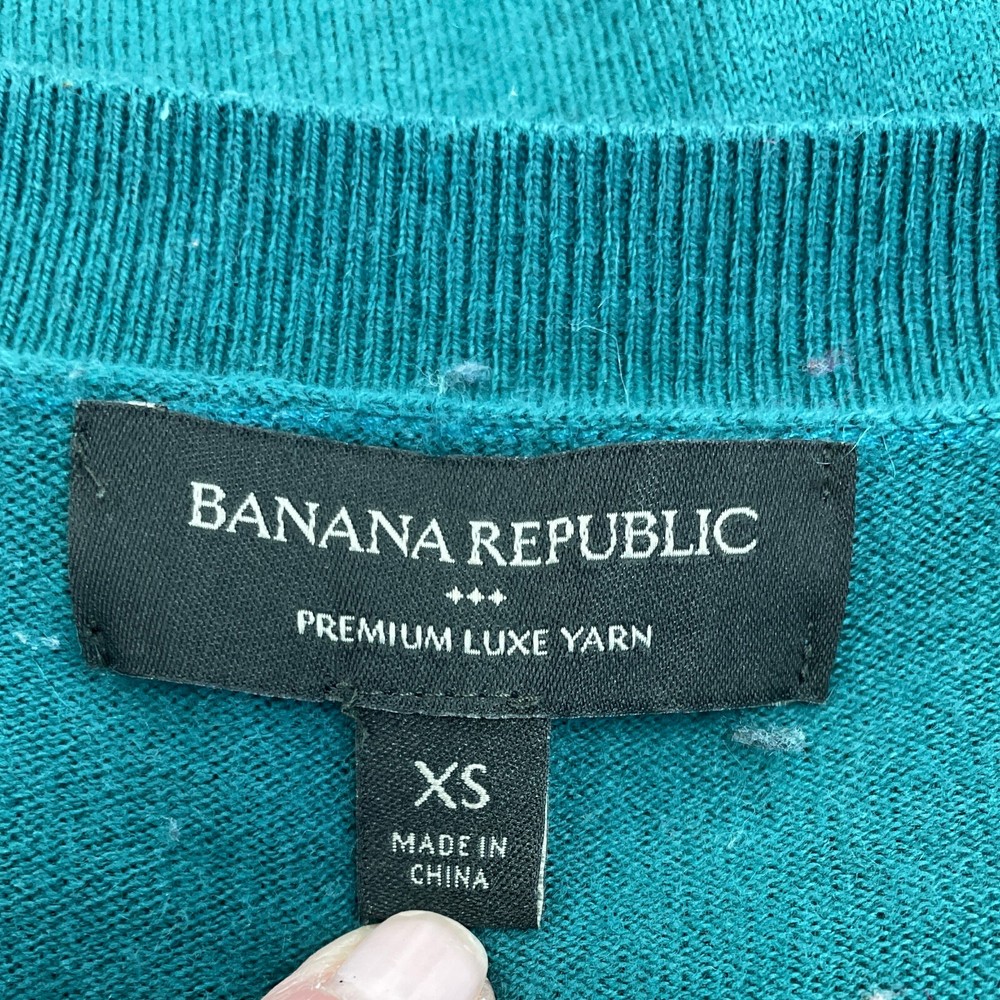 BANANA REPUBLIC
PREMIUM LUXE YARN
XS
MADE IN
CHINA